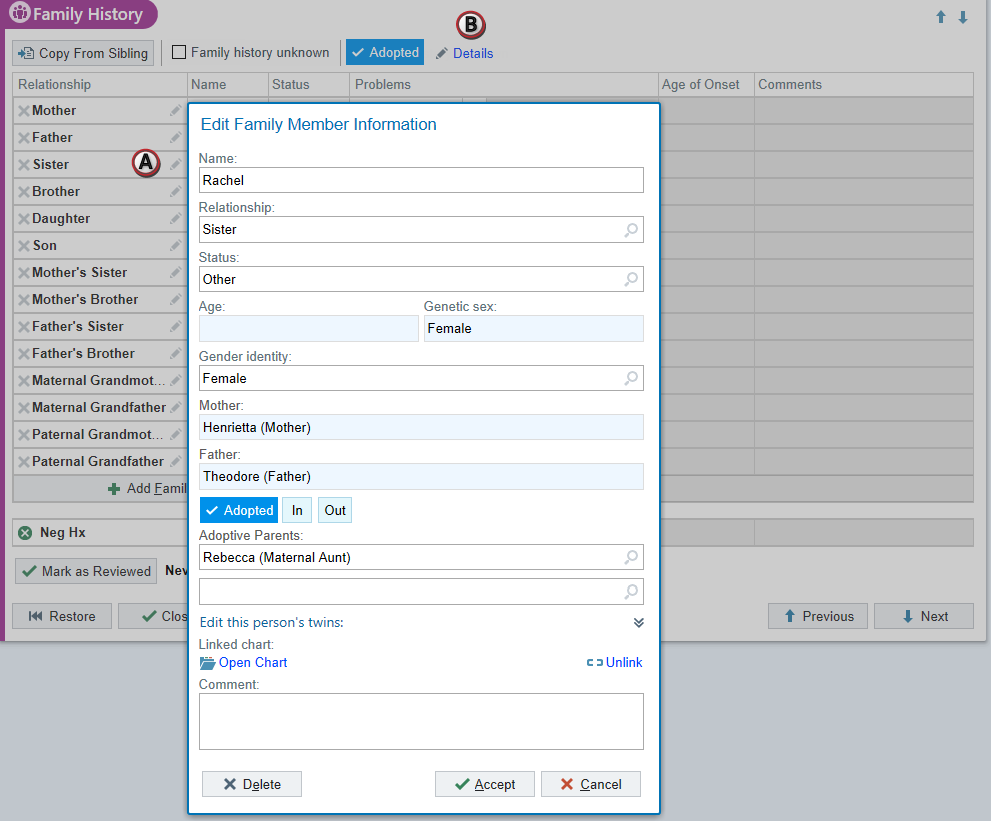 Family History
B
Copy From Sibling
Family history unknown
Adopted
Details
Relationship Name Status Problems Age of Onset Comments
Mother
Father
Sister
A
Brother
Daughter
Son
Mother's Sister
Mother's Brother
Father's Sister
Father's Brother
Maternal Grandmot...
Maternal Grandfather
Paternal Grandmot...
Paternal Grandfather
Add Famil
Neg Hx
Mark as Reviewed
Nev
Restore
Clos
Previous
Next
Edit Family Member Information
Name:
Rachel
Relationship:
Sister
Status:
Other
Age: Genetic sex:
Female
Gender identity:
Female
Mother:
Henrietta (Mother)
Father:
Theodore (Father)
Adopted In Out
Adoptive Parents:
Rebecca (Maternal Aunt)
Edit this person's twins:
Linked chart:
Open Chart Unlink
Comment:
Delete Accept Cancel